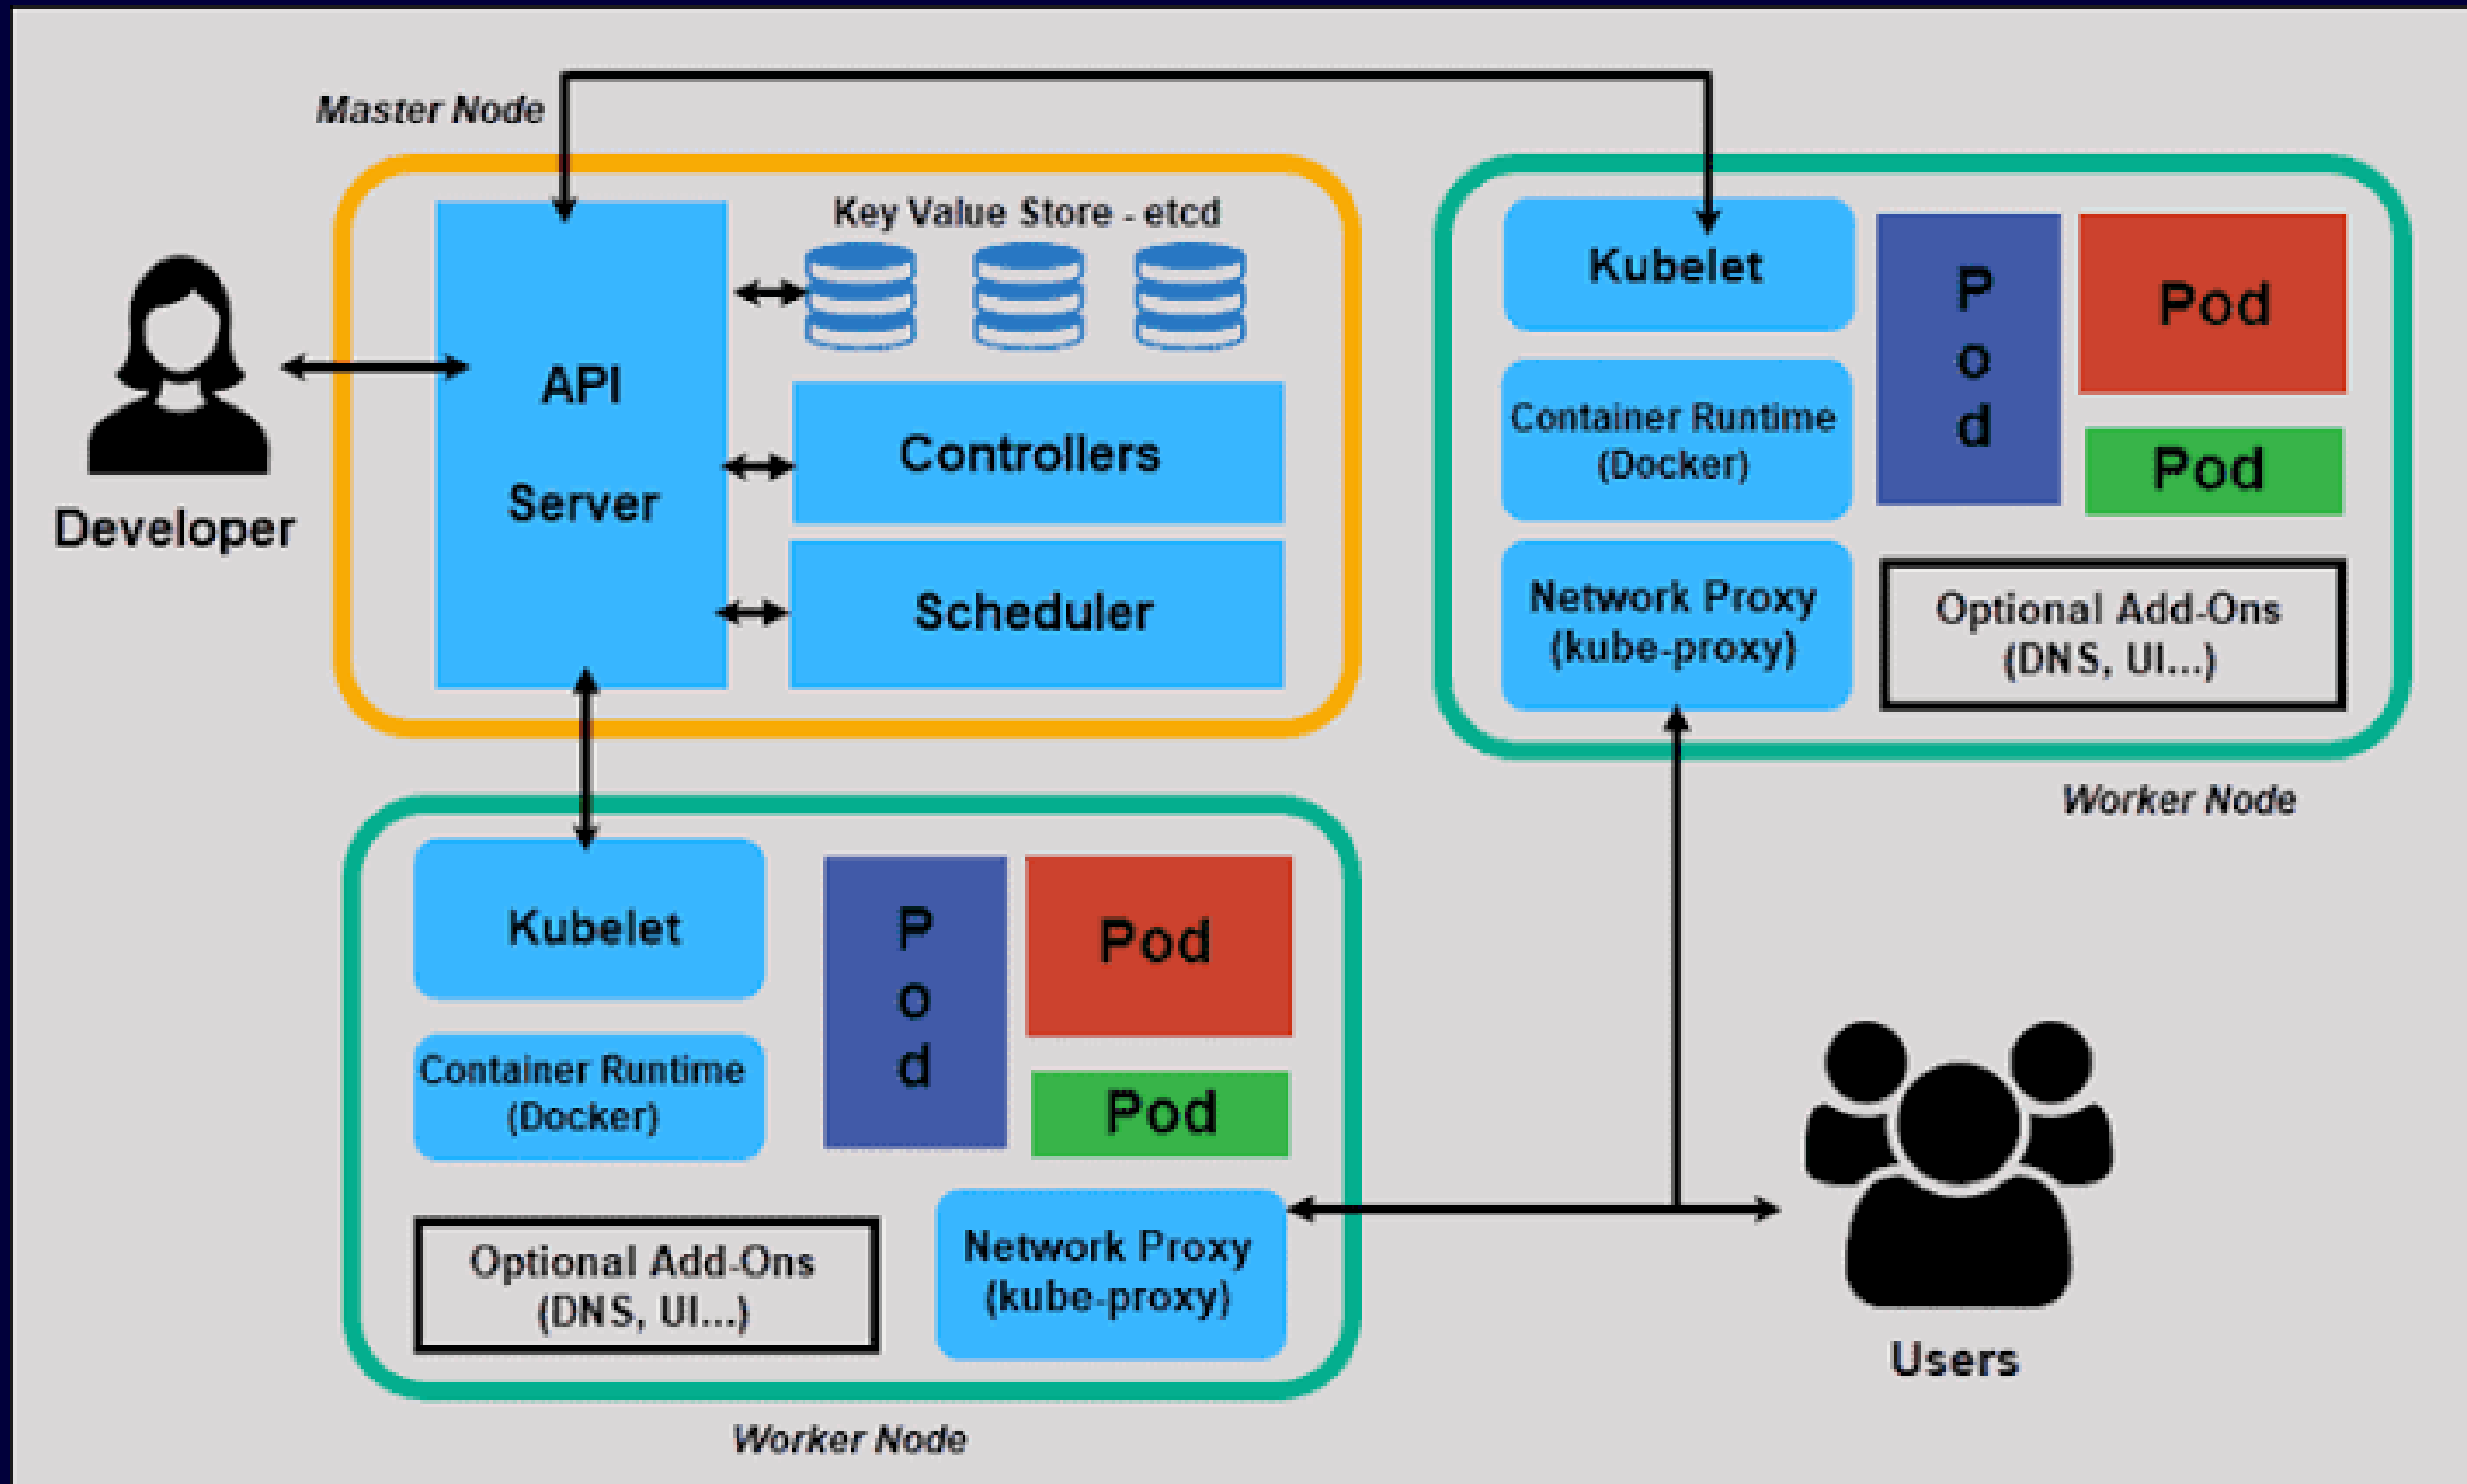 Master Node
Key Value Store - etcd
API
Server
Controllers
Scheduler
Developer
Kubelet
Container Runtime
(Docker)
Network Proxy
(kube-proxy)
P
o
d
Pod
Pod
Optional Add-Ons
(DNS, UI...)
Worker Node
Kubelet
Container Runtime
(Docker)
P
o
d
Pod
Pod
Optional Add-Ons
(DNS, UI...)
Network Proxy
(kube-proxy)
Worker Node
Users